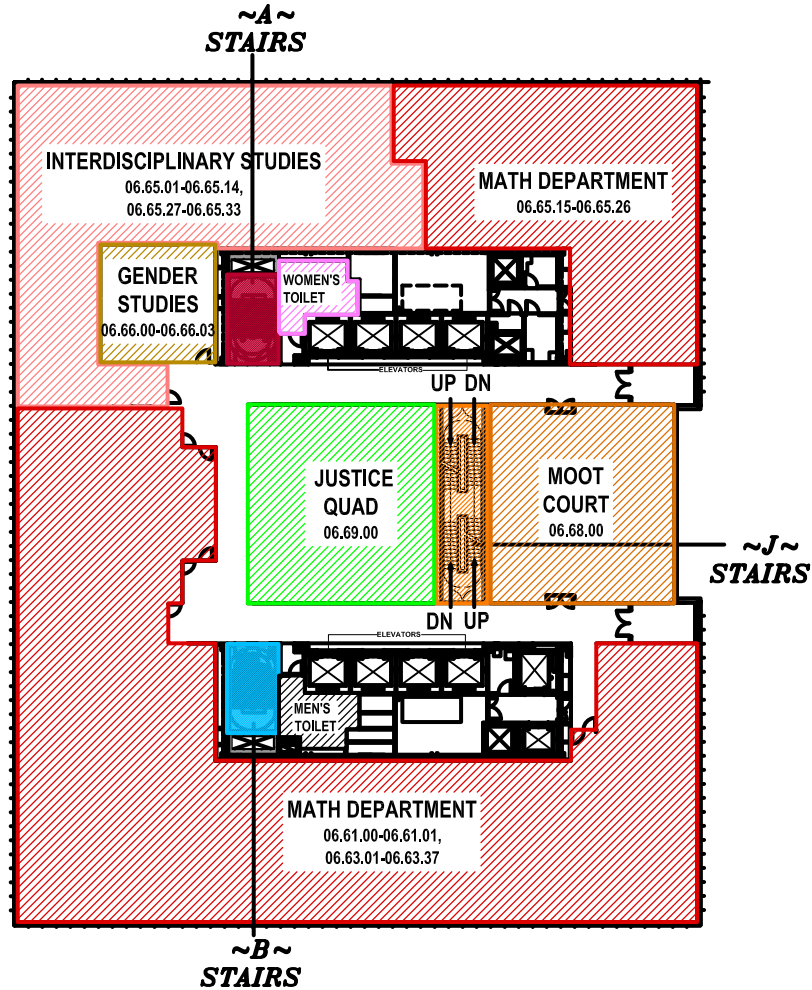 ~A~
STAIRS
INTERDISCIPLINARY STUDIES
06.65.01-06.65.14,
06.65.27-06.65.33
MATH DEPARTMENT
06.65.15-06.65.26
GENDER
STUDIES
06.66.00-06.66.03
WOMEN'S
TOILET
ELEVATORS
UP DN
JUSTICE
QUAD
06.69.00
MOOT
COURT
06.68.00
~J~
STAIRS
DN UP
ELEVATORS
MEN'S
TOILET
MATH DEPARTMENT
06.61.00-06.61.01,
06.63.01-06.63.37
~B~
STAIRS